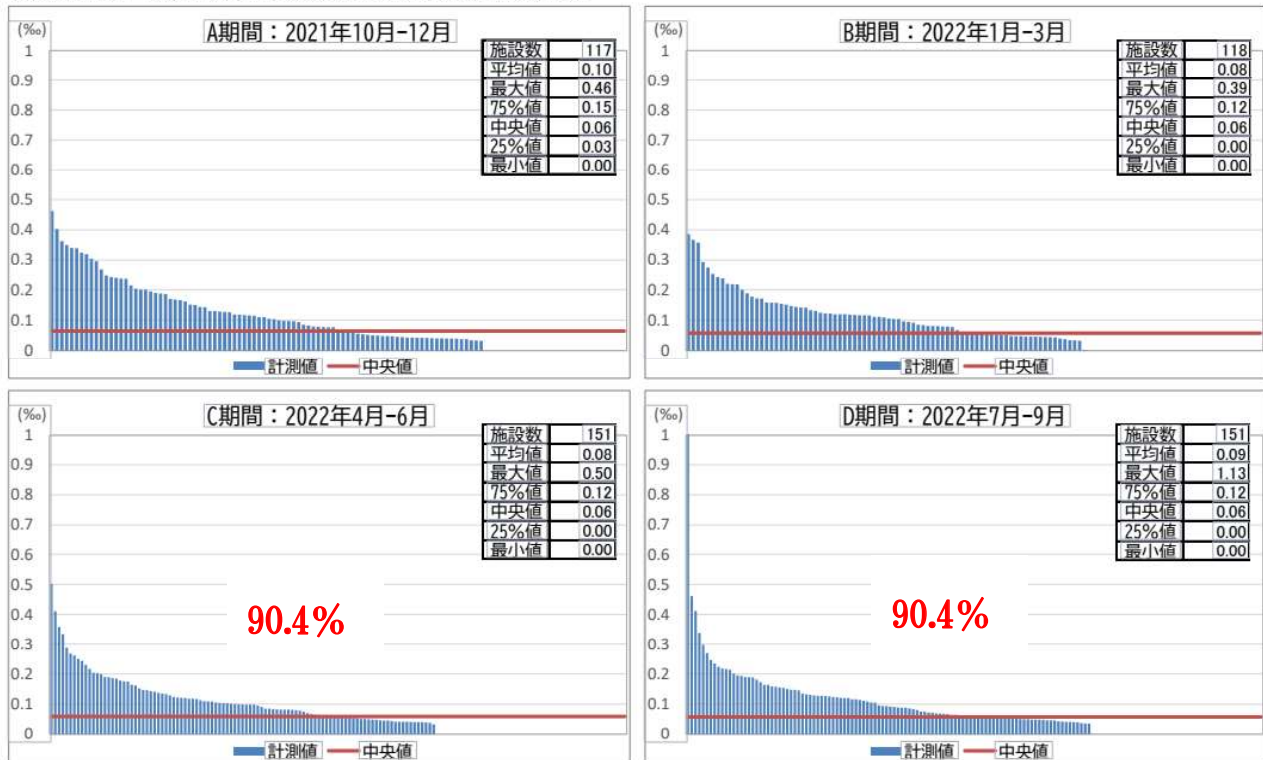 A期間：2021年10月-12月
(‰)
施設数 117
平均値 0.10
最大値 0.46
75%値 0.15
中央値 0.06
25%値 0.03
最小値 0.00
1
0.9
0.8
0.7
0.6
0.5
0.4
0.3
0.2
0.1
0
計測値 中央値
B期間：2022年1月-3月
(‰)
施設数 118
平均値 0.08
最大値 0.39
75%値 0.12
中央値 0.06
25%値 0.00
最小値 0.00
1
0.9
0.8
0.7
0.6
0.5
0.4
0.3
0.2
0.1
0
計測値 中央値
C期間：2022年4月-6月
(‰)
施設数 151
平均値 0.08
最大値 0.50
75%値 0.12
中央値 0.06
25%値 0.00
最小値 0.00
1
0.9
0.8
0.7
0.6
0.5
0.4
0.3
0.2
0.1
0
90.4%
計測値 中央値
D期間：2022年7月-9月
(‰)
施設数 151
平均値 0.09
最大値 1.13
75%値 0.12
中央値 0.06
25%値 0.00
最小値 0.00
1
0.9
0.8
0.7
0.6
0.5
0.4
0.3
0.2
0.1
0
90.4%
計測値 中央値